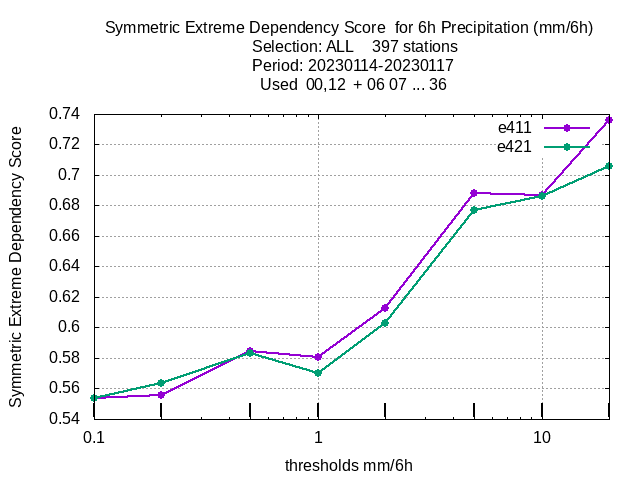 Symmetric Extreme Dependency Score  for 6h Precipitation (mm/6h)
Selection: ALL    397 stations
Period: 20230114-20230117
Used  00,12  + 06 07 ... 36
0.74
0.72
0.7
0.68
0.66
0.64
0.62
0.6
0.58
0.56
0.54
Symmetric Extreme Dependency Score
e411
e421
0.1
1
10
thresholds mm/6h